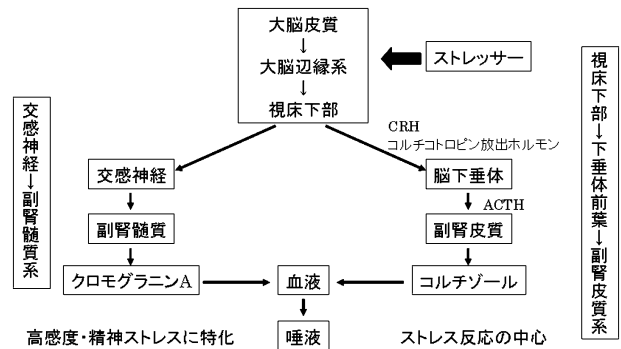 大脳皮質
↓
大脳辺縁系
↓
視床下部
ストレッサー
交感神経→副腎髄質系
視床下部→下垂体前葉→副腎皮質系
CRH
コルチコトロピン放出ホルモン
交感神経
脳下垂体
ACTH
副腎髄質
副腎皮質
クロモグラニンA
血液
コルチゾール
高感度・精神ストレスに特化
唾液
ストレス反応の中心